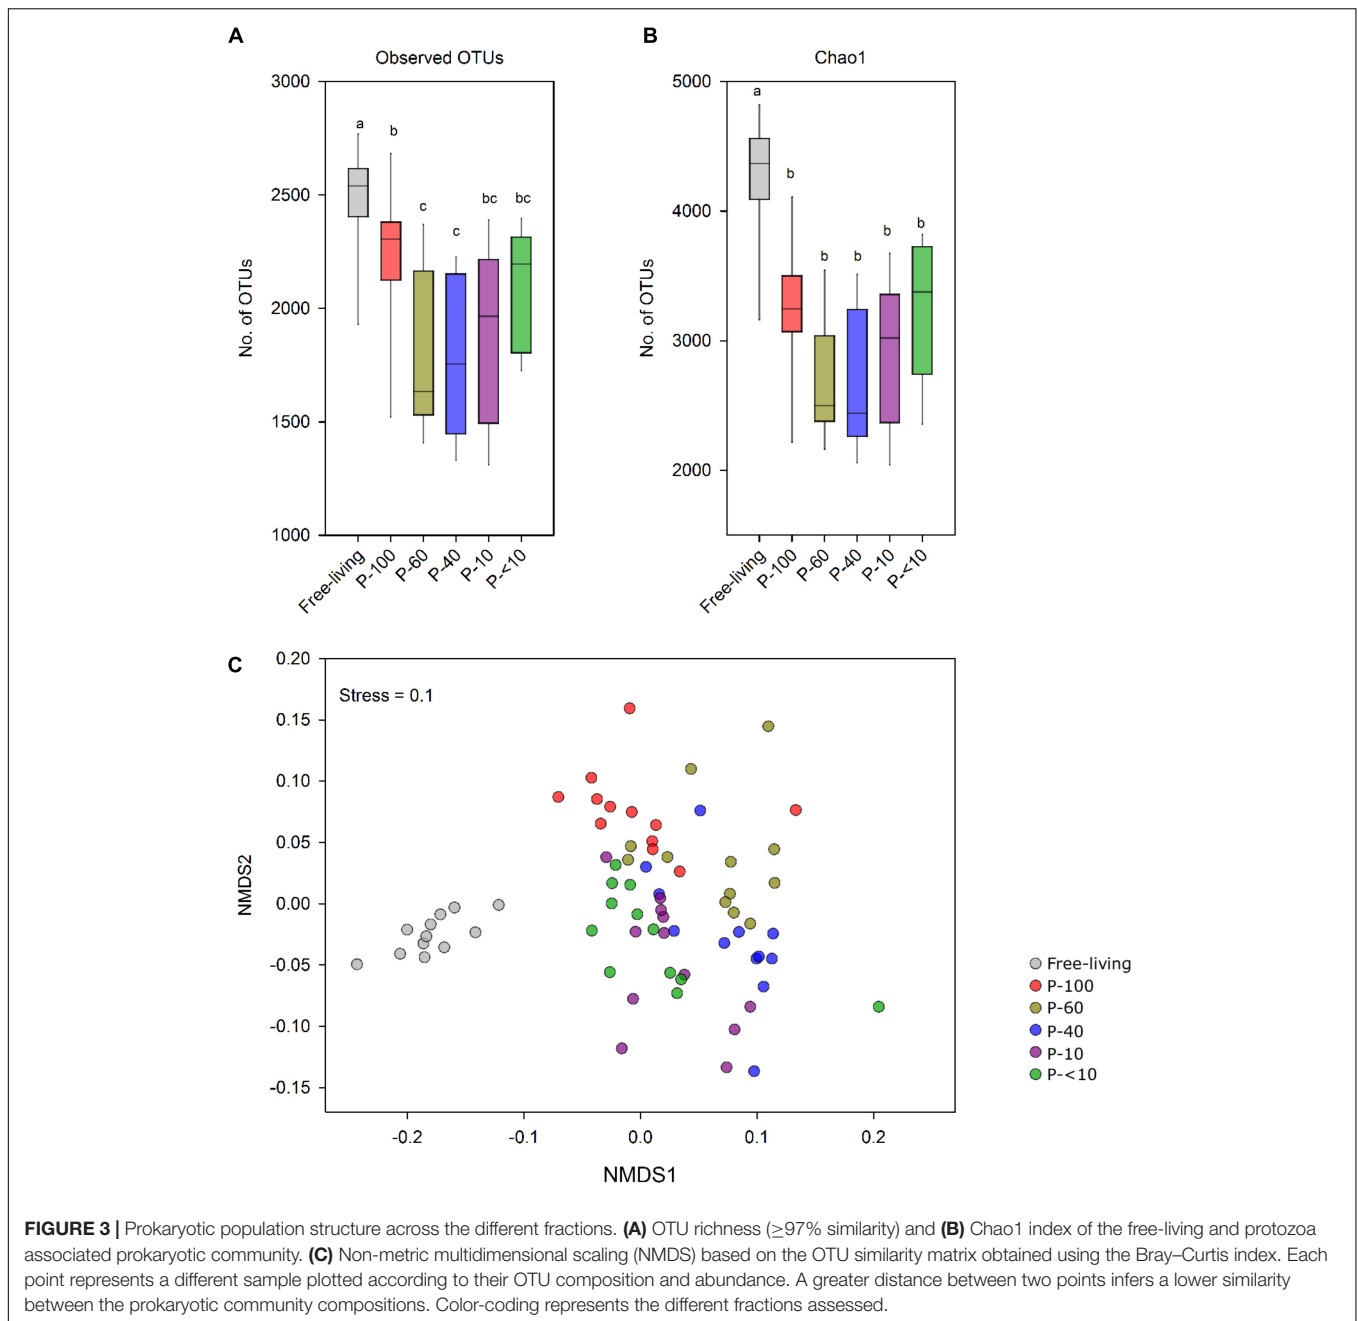 A
Observed OTUs
3000
2500
2000
1500
1000
No. of OTUs
a
b
c
c
bc
bc
Free-living
P-100
P-60
P-40
P-10
P-<10
B
Chao1
5000
4000
3000
2000
No. of OTUs
a
b
b
b
b
b
Free-living
P-100
P-60
P-40
P-10
P-<10
C
Stress = 0.1
0.20
0.15
0.10
0.05
0.00
-0.05
-0.10
-0.15
NMDS2
-0.2
-0.1
0.0
0.1
0.2
NMDS1
Free-living
P-100
P-60
P-40
P-10
P-<10
FIGURE 3 | Prokaryotic population structure across the different fractions. (A) OTU richness (≥97% similarity) and (B) Chao1 index of the free-living and protozoa
associated prokaryotic community. (C) Non-metric multidimensional scaling (NMDS) based on the OTU similarity matrix obtained using the Bray–Curtis index. Each
point represents a different sample plotted according to their OTU composition and abundance. A greater distance between two points infers a lower similarity
between the prokaryotic community compositions. Color-coding represents the different fractions assessed.